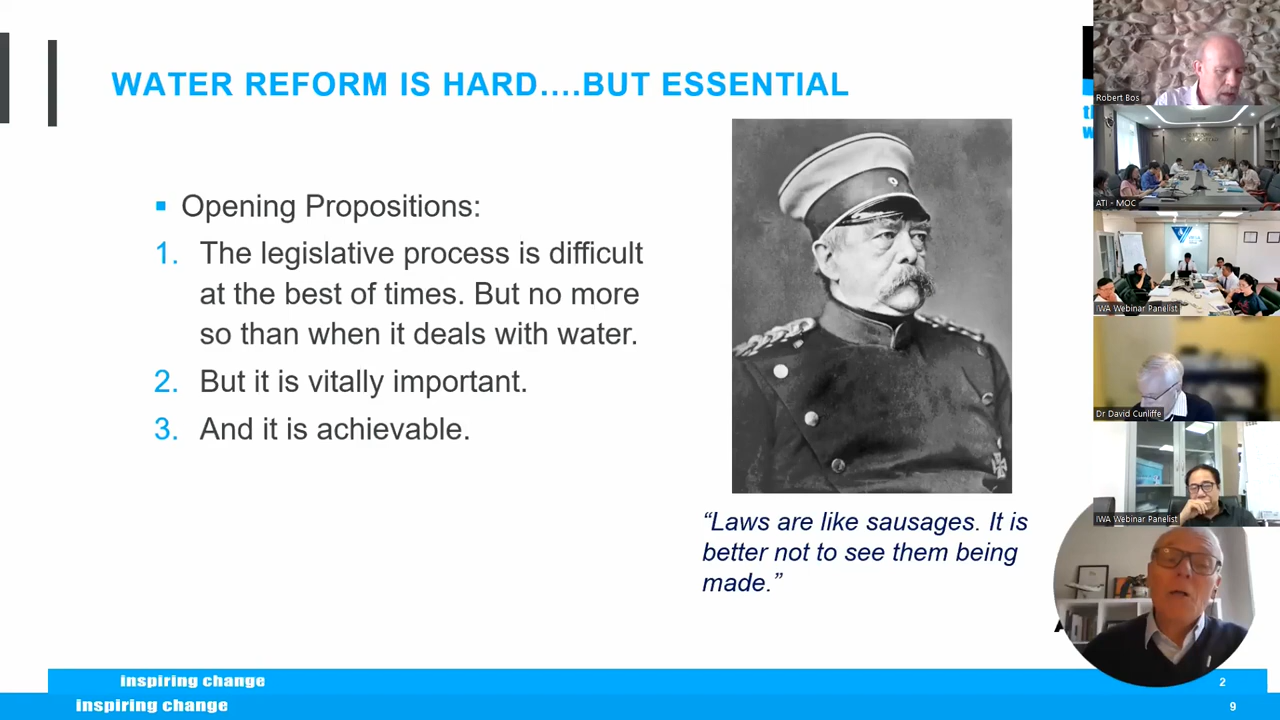 WATER REFORM IS HARD....BUT ESSENTIAL
Opening Propositions:
1. The legislative process is difficult
at the best of times. But no more
so than when it deals with water.
2. But it is vitally important.
3. And it is achievable.
“Laws are like sausages. It is
better not to see them being
made.”
inspiring change
2
inspiring change
9
Robert Bos
ATI - MOC
IWA Webinar Panelist
Dr David Cunliffe
IWA Webinar Panelist